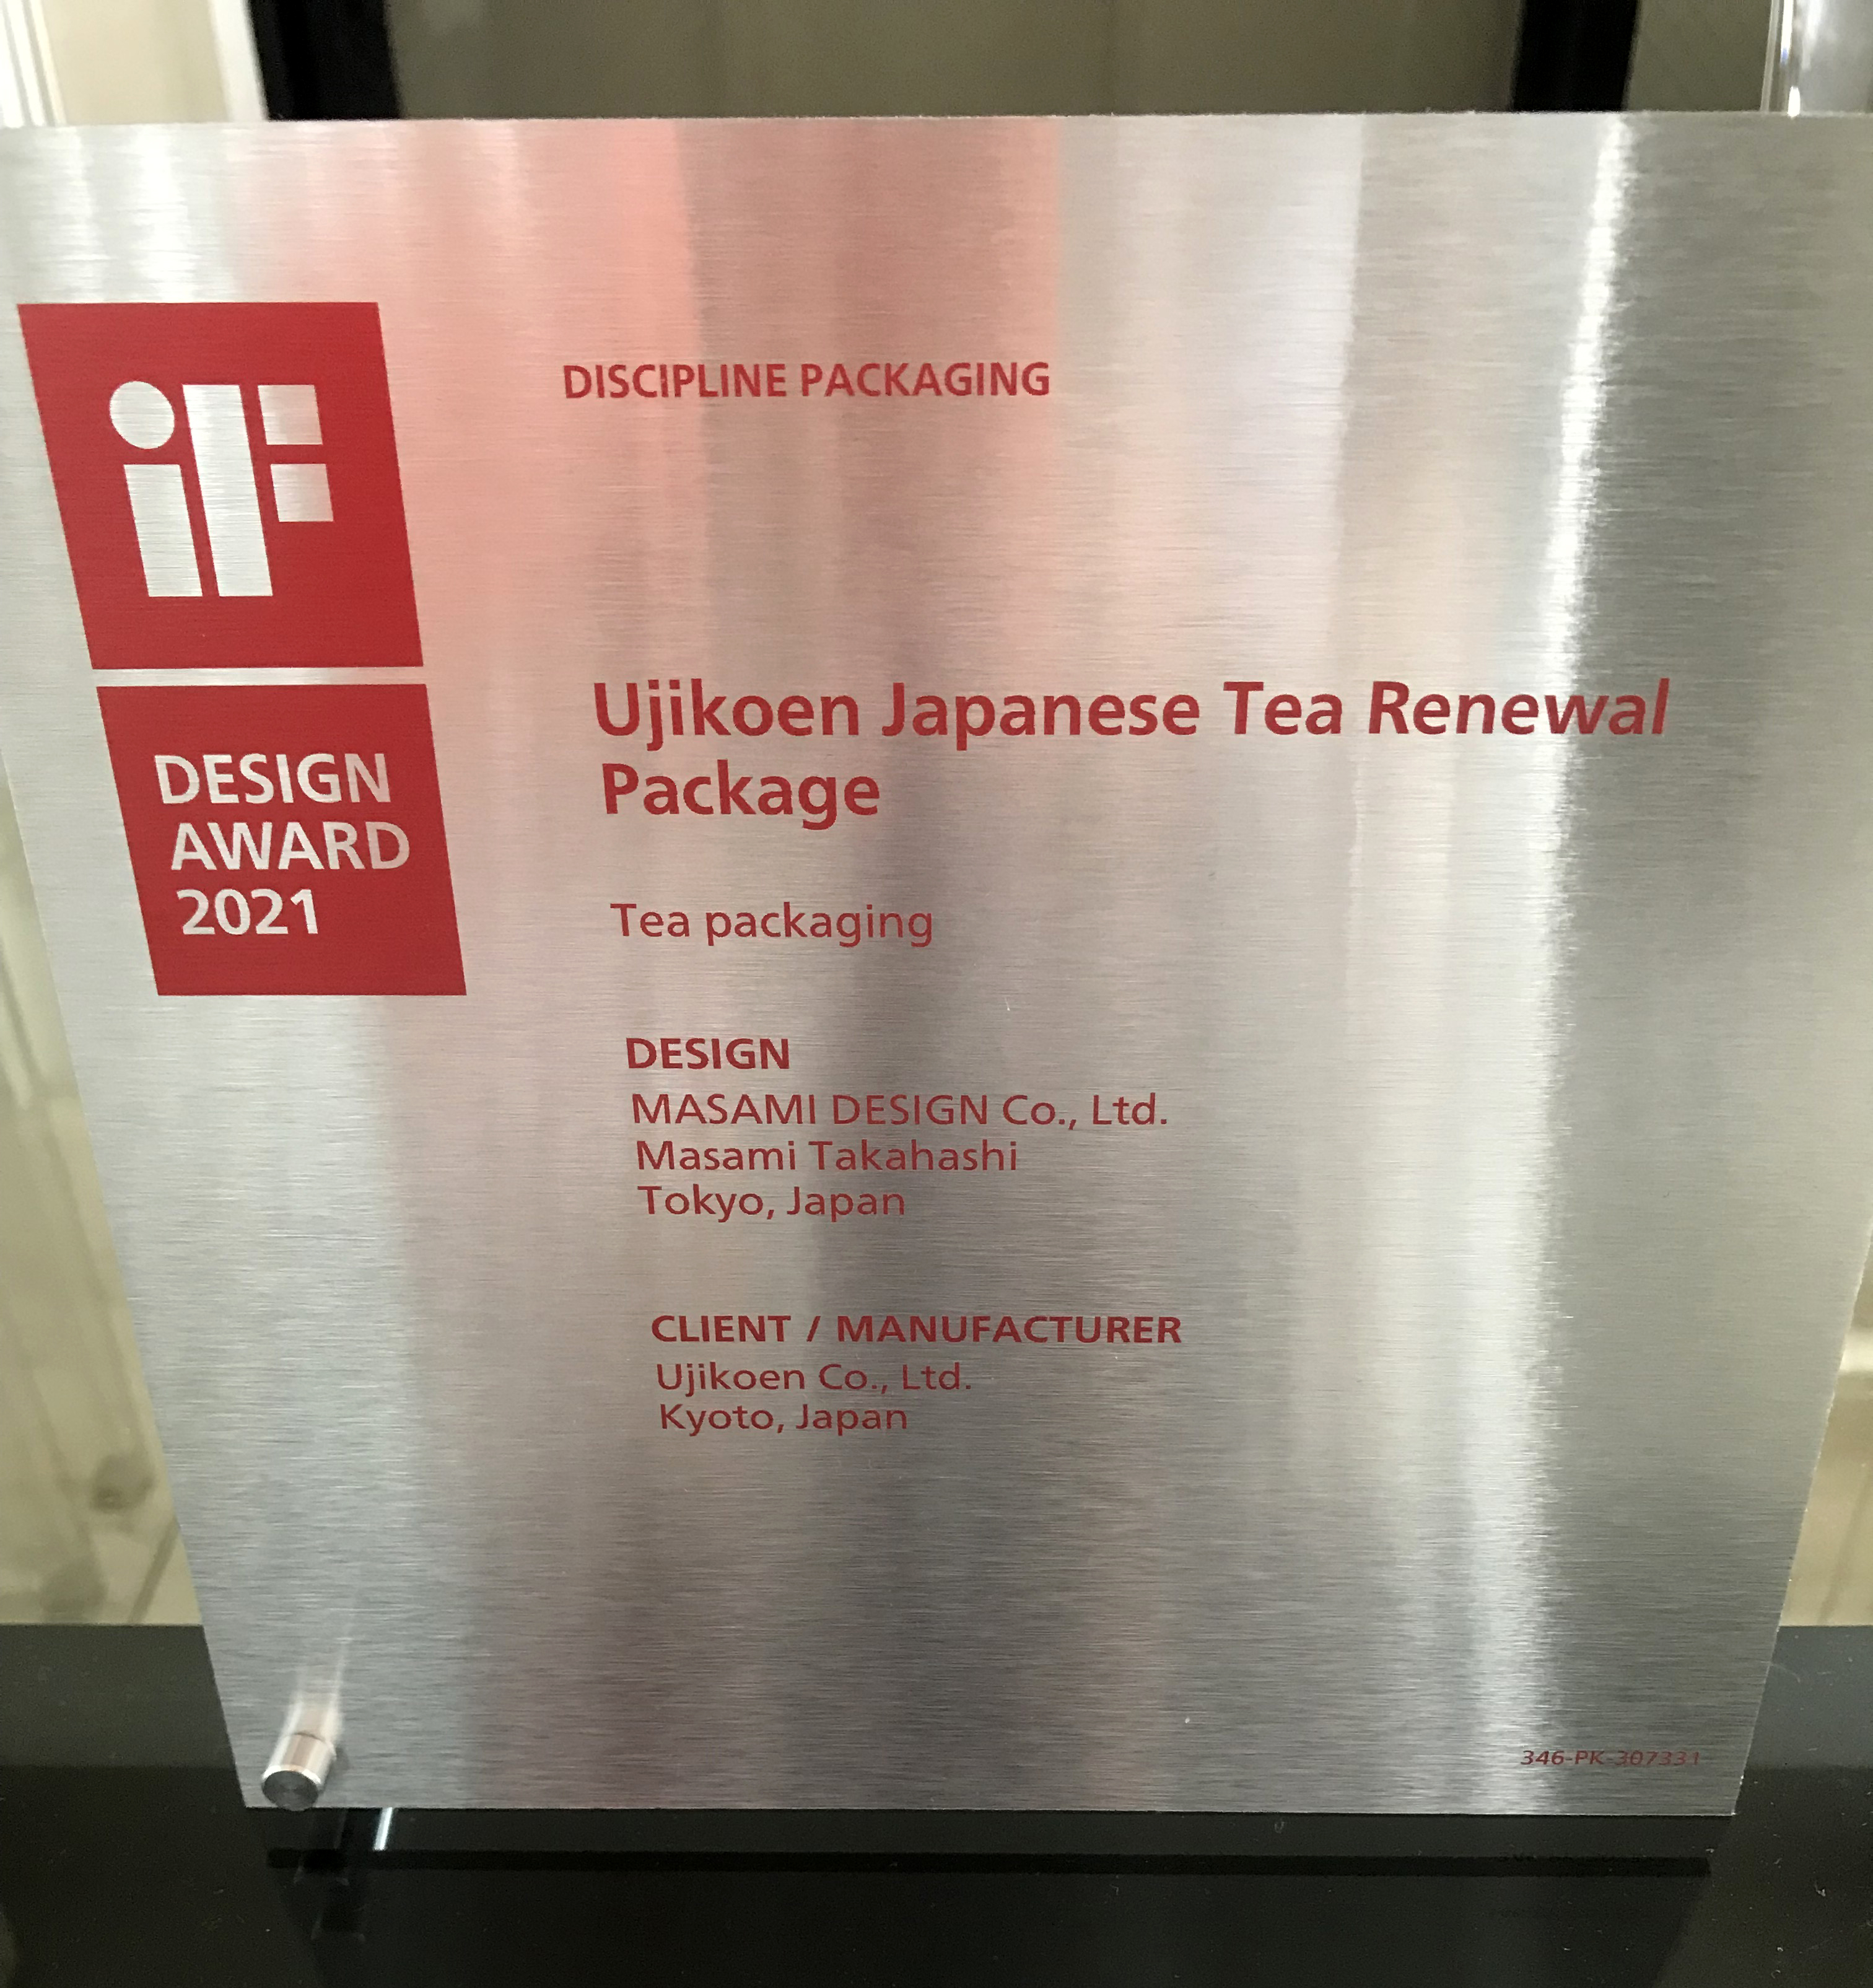 iF
DESIGN
AWARD
2021
DISCIPLINE PACKAGING
Ujikoen Japanese Tea Renewal
Package
Tea packaging
DESIGN
MASAMI DESIGN Co., Ltd.
Masami Takahashi
Tokyo, Japan
CLIENT / MANUFACTURER
Ujikoen Co., Ltd.
Kyoto, Japan
346-PK-307331